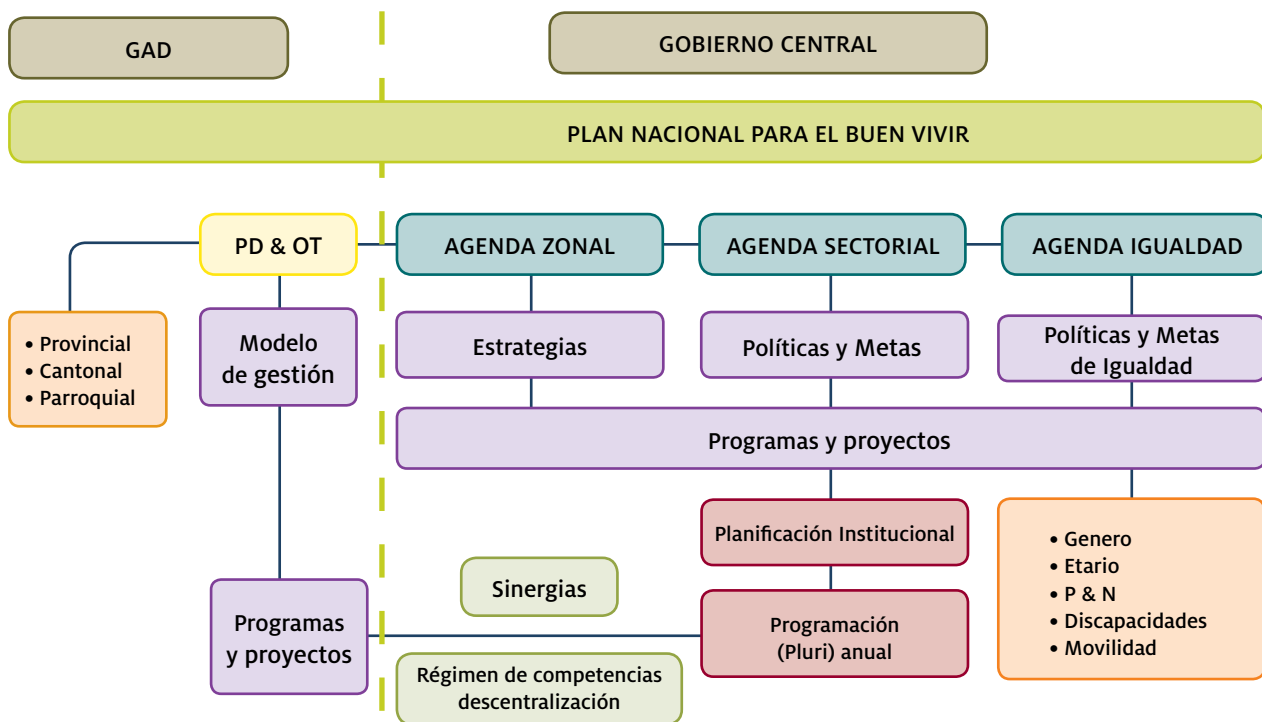 GAD
GOBIERNO CENTRAL
PLAN NACIONAL PARA EL BUEN VIVIR
PD & OT
AGENDA ZONAL
AGENDA SECTORIAL
AGENDA IGUALDAD
• Provincial
• Cantonal
• Parroquial
Modelo
de gestión
Estrategias
Políticas y Metas
Políticas y Metas
de Igualdad
Programas y proyectos
Planificación Institucional
• Genero
• Etario
• P & N
• Discapacidades
• Movilidad
Sinergias
Programas
y proyectos
Programación
(Pluri) anual
Régimen de competencias
descentralización